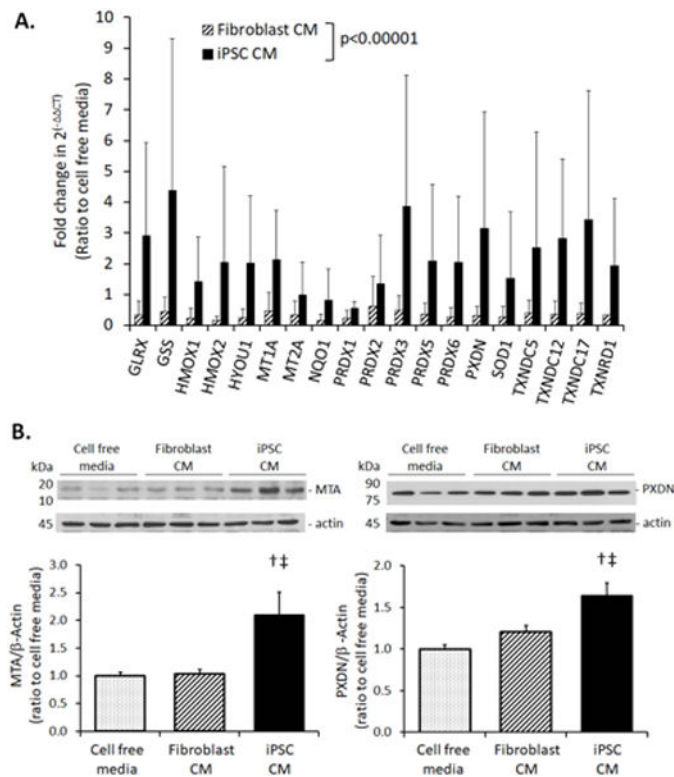 A.
Fold change in 2(-ΔΔCT)
(Ratio to cell free media)
10
9
8
7
6
5
4
3
2
1
0
Fibroblast CM
iPSC CM
p<0.00001
GLRX
GSS
HMOX1
HMOX2
HYOU1
MT1A
MT2A
NQO1
PRDX1
PRDX2
PRDX3
PRDX5
PRDX6
PXDN
SOD1
TXNDC5
TXNDC12
TXNDC17
TXNRD1
B.
Cell free
media
Fibroblast
CM
iPSC
CM
kDa
20
10
- MTA
45
- actin
MTA/β-Actin
(ratio to cell free media)
3.0
2.5
2.0
1.5
1.0
0.5
0.0
†‡
Cell free
media
Fibroblast
CM
iPSC
CM
Cell free
media
Fibroblast
CM
iPSC
CM
kDa
90
75
- PXDN
45
- actin
PXDN/β -Actin
(ratio to cell free media)
2.0
1.5
1.0
0.5
0.0
†‡
Cell free
media
Fibroblast
CM
iPSC
CM